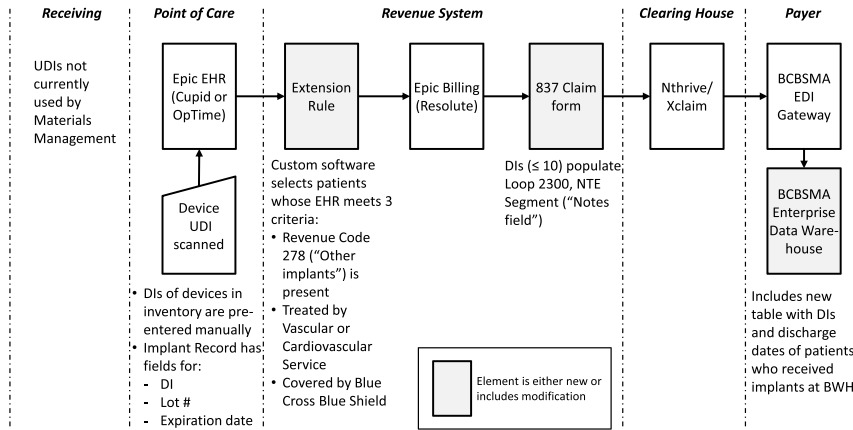 Receiving
Point of Care
Revenue System
Clearing House
Payer
UDIs not
currently
used by
Materials
Management
Epic EHR
(Cupid or
OpTime)
Device
UDI
scanned
• DIs of devices in
inventory are pre-
entered manually
• Implant Record has
fields for:
- DI
- Lot #
- Expiration date
Extension
Rule
Custom software
selects patients
whose EHR meets 3
criteria:
• Revenue Code
278 (“Other
implants”) is
present
• Treated by
Vascular or
Cardiovascular
Service
• Covered by Blue
Cross Blue Shield
Epic Billing
(Resolute)
837 Claim
form
DIs (≤ 10) populate
Loop 2300, NTE
Segment (“Notes
field”)
Nthrive/
Xclaim
BCBSMA
EDI
Gateway
BCBSMA
Enterprise
Data Ware-
house
Includes new
table with DIs
and discharge
dates of patients
who received
implants at BWH
Element is either new or
includes modification